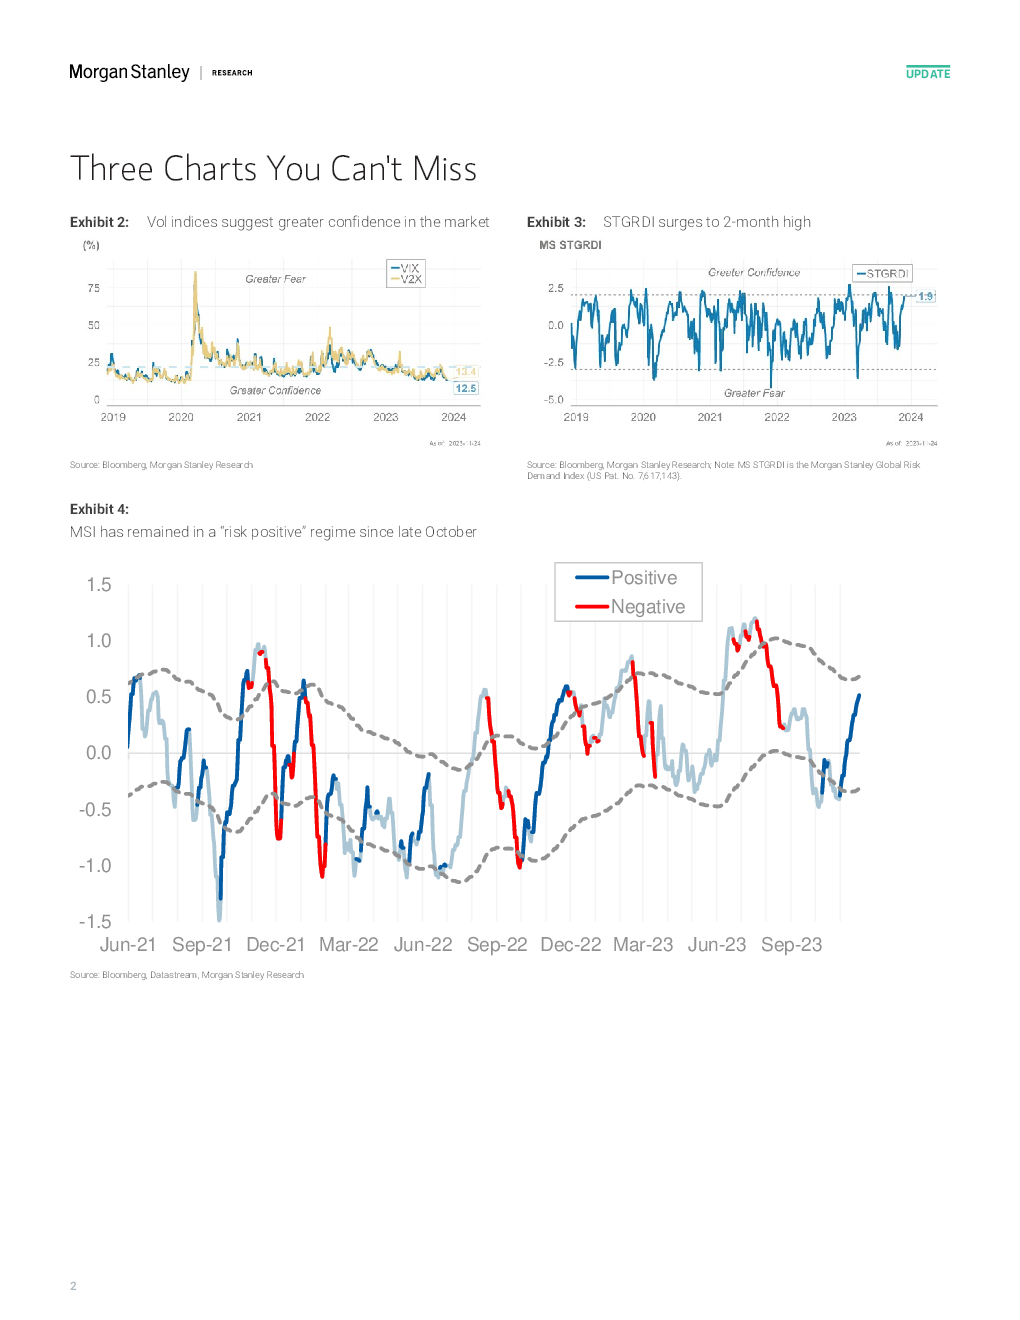 Morgan Stanley | RESEARCH
UPDATE
Three Charts You Can't Miss
Exhibit 2: Vol indices suggest greater confidence in the market
(%)
Greater Fear
VIX
V2X
75
50
25
0
13.4
12.5
Greater Confidence
2019 2020 2021 2022 2023 2024
As of: 2023-11-24
Source: Bloomberg, Morgan Stanley Research
Exhibit 3: STGRDI surges to 2-month high
MS STGRDI
Greater Confidence
STGRDI
2.5
0.0
-2.5
-5.0
1.9
Greater Fear
2019 2020 2021 2022 2023 2024
As of: 2023-11-24
Source: Bloomberg, Morgan Stanley Research; Note: MS STGRDI is the Morgan Stanley Global Risk
Demand Index (US Pat. No. 7,617,143).
Exhibit 4:
MSI has remained in a "risk positive" regime since late October
Positive
Negative
1.5
1.0
0.5
0.0
-0.5
-1.0
-1.5
Jun-21 Sep-21 Dec-21 Mar-22 Jun-22 Sep-22 Dec-22 Mar-23 Jun-23 Sep-23
Source: Bloomberg, Datastream, Morgan Stanley Research
2